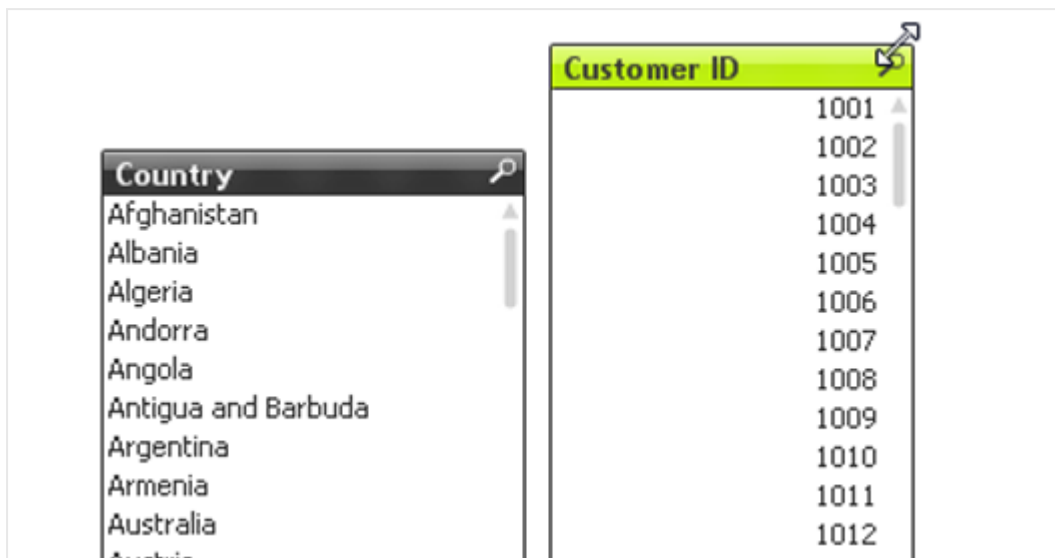 Country
Afghanistan
Albania
Algeria
Andorra
Angola
Antigua and Barbuda
Argentina
Armenia
Australia
Customer ID
1001
1002
1003
1004
1005
1006
1007
1008
1009
1010
1011
1012